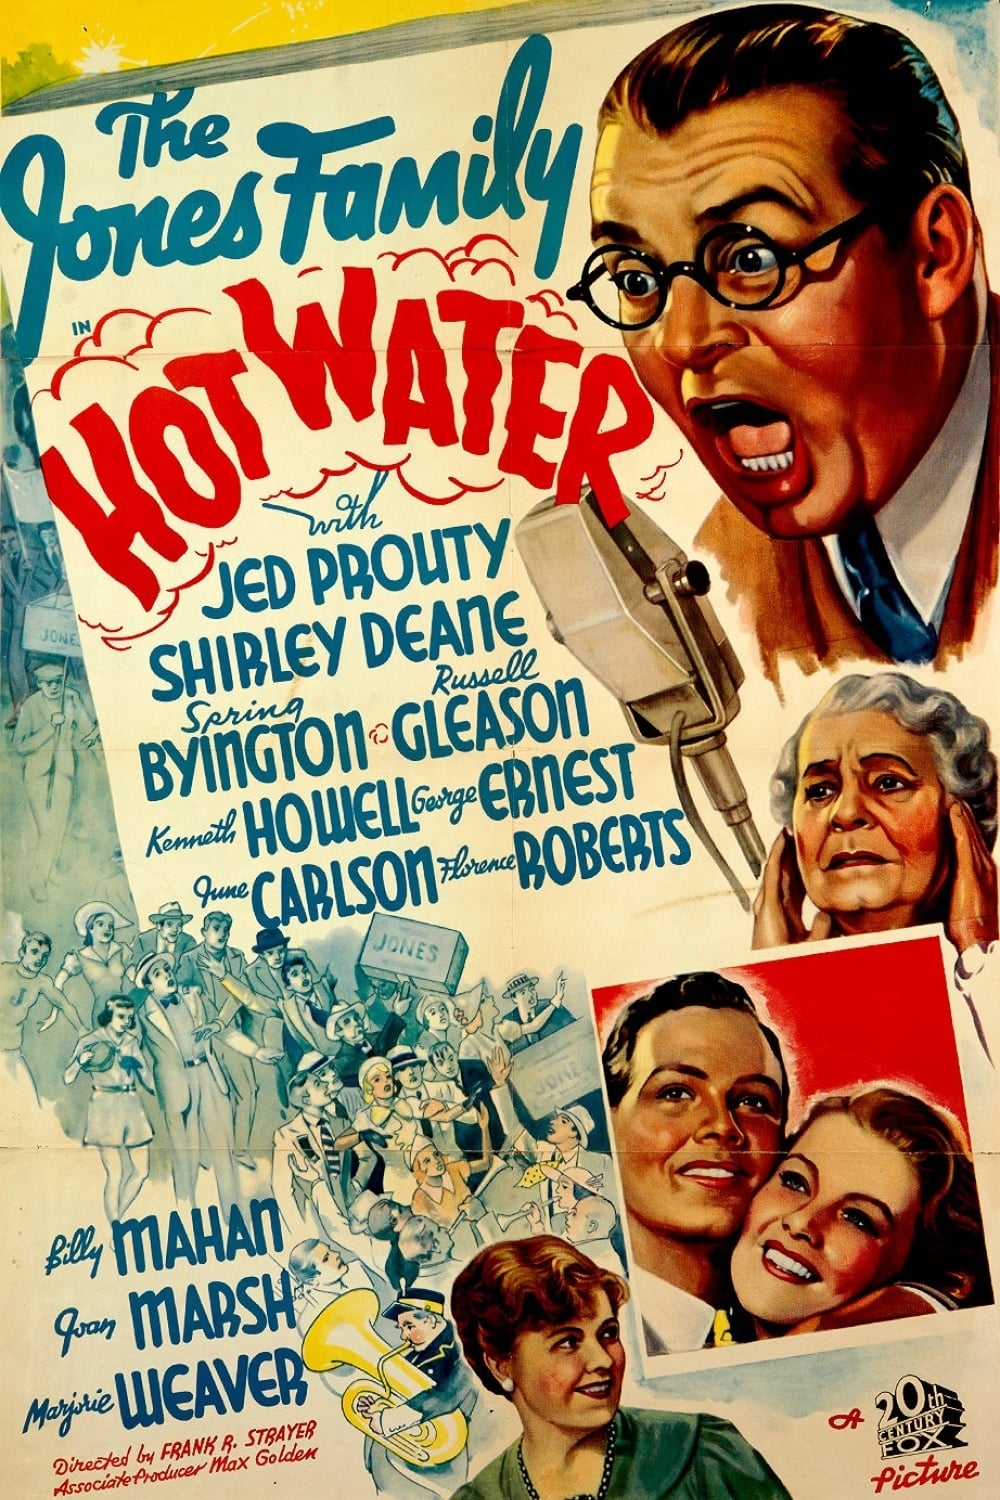 The
Jones Family
IN
HOT WATER
with
JED PROUTY
SHIRLEY DEANE
Spring BYINGTON Russell GLEASON
Kenneth HOWELL George ERNEST
June CARLSON Florence ROBERTS
JONES
JONE
JONE
Billy MAHAN
Joan MARSH
Marjorie WEAVER
Directed by FRANK R. STRAYER
Associate Producer MAX Golden
A 20th
CENTURY
FOX
Picture